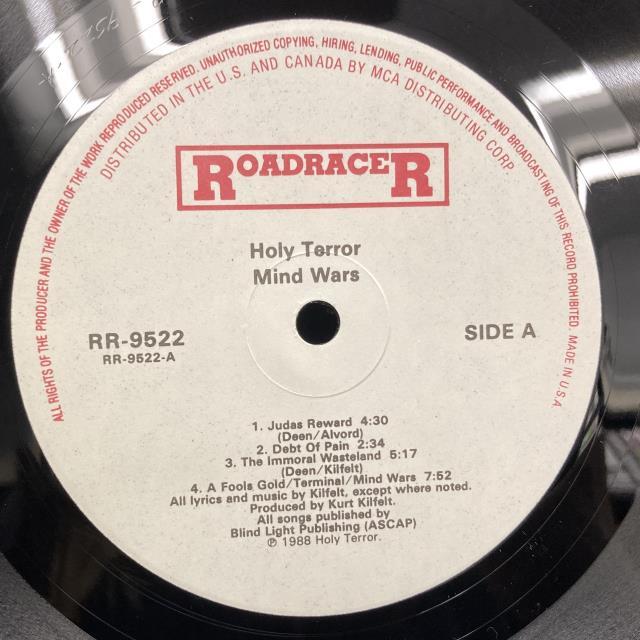 ALL RIGHTS OF THE PRODUCER AND THE OWNER OF THE WORK REPRODUCED RESERVED. UNAUTHORIZED COPYING, HIRING, LENDING, PUBLIC PERFORMANCE AND BROADCASTING OF THIS RECORD PROHIBITED. MADE IN U.S.A.
DISTRIBUTED IN THE U.S. AND CANADA BY MCA DISTRIBUTING CORP
ROADRACER
Holy Terror
Mind Wars
RR-9522
RR-9522-A
SIDE A
1. Judas Reward 4:30
(Deen/Alvord)
2. Debt Of Pain 2:34
3. The Immoral Wasteland 5:17
(Deen/Kilfelt)
4. A Fools Gold/Terminal/Mind Wars 7:52
All lyrics and music by Kilfelt, except where noted.
Produced by Kurt Kilfelt.
All songs published by
Blind Light Publishing (ASCAP)
℗ 1988 Holy Terror.